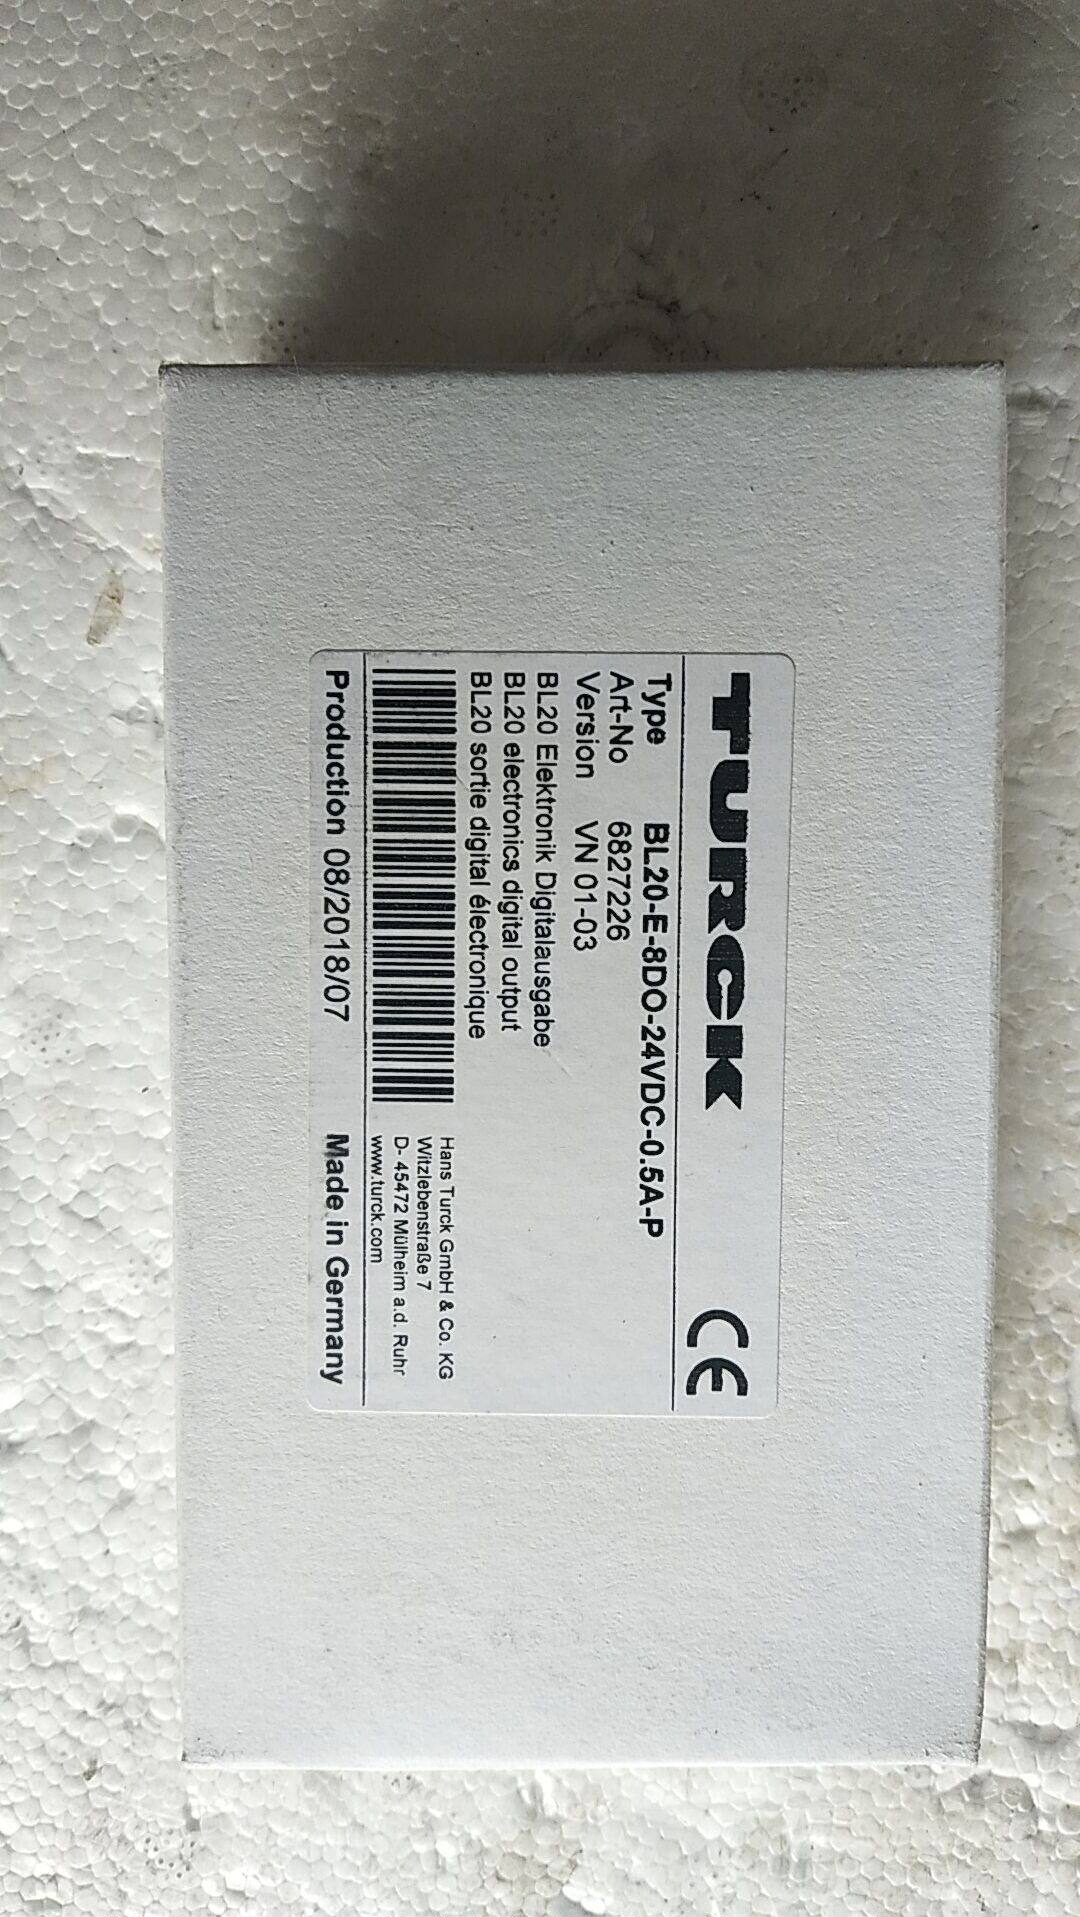 TURCK CE
Type BL20-E-8DO-24VDC-0.5A-P
Art-No 6827226
Version VN 01-03
BL20 Elektronik Digitalausgabe
BL20 electronics digital output
BL20 sortie digital électronique
Hans Turck GmbH & Co. KG
Witzlebenstraße 7
D- 45472 Mülheim a.d. Ruhr
www.turck.com
Production 08/2018/07 Made in Germany